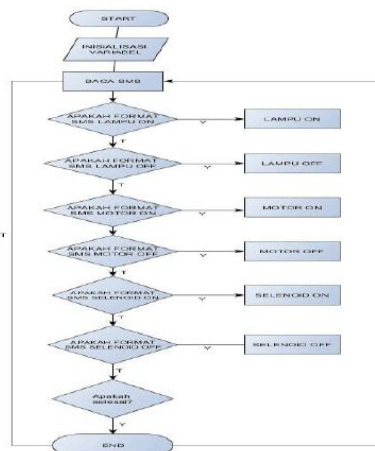 START
INISIALISASI
VARIABEL
BACA SMS
APAKAH FORMAT
SMS LAMPU ON
Y
LAMPU ON
T
APAKAH FORMAT
SMS LAMPU OFF
Y
LAMPU OFF
T
APAKAH FORMAT
SMS MOTOR ON
Y
MOTOR ON
T
APAKAH FORMAT
SMS MOTOR OFF
Y
MOTOR OFF
T
APAKAH FORMAT
SMS SELENOID ON
Y
SELENOID ON
T
APAKAH FORMAT
SMS SELENOID OFF
Y
SELENOID OFF
T
Apakah
selesai?
T
Y
END